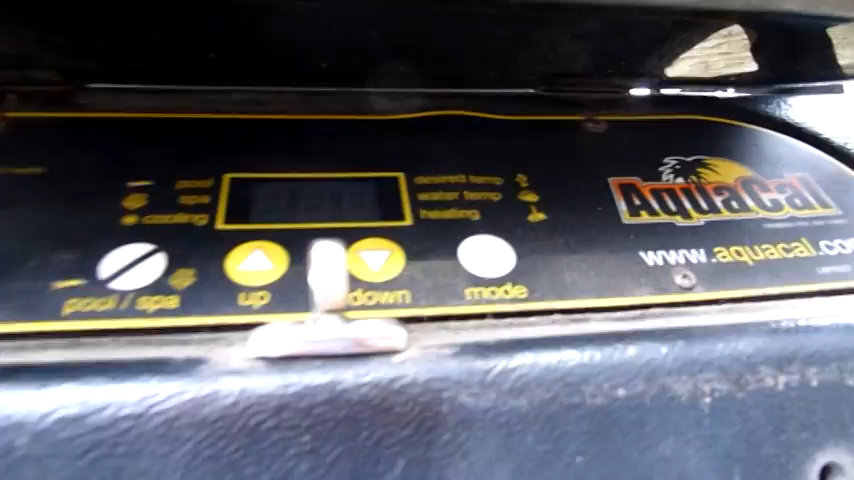 pool
spa
cooling
desired temp
water temp
heating
AquaCal
www.aquacal.co
pool / spa
up
down
mode